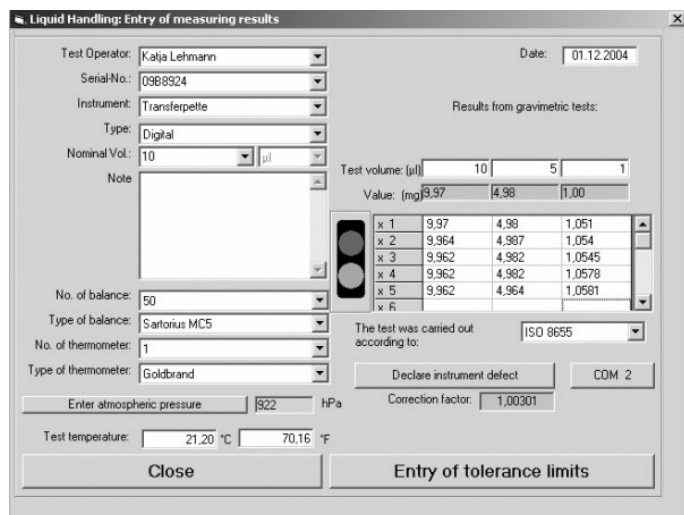 Liquid Handling: Entry of measuring results
Test Operator: Katja Lehmann Date: 01.12.2004
Serial-No.: 09B8924
Instrument: Transferpette Results from gravimetric tests:
Type: Digital
Nominal Vol.: 10 µl
Test volume: (µl) 10 5 1
Note
Value: (mg) 9,97 4,98 1,00
x 1 9,97 4,98 1,051
x 2 9,964 4,987 1,054
x 3 9,962 4,982 1,0545
x 4 9,962 4,982 1,0578
x 5 9,962 4,964 1,0581
x 6
No. of balance: 50
Type of balance: Sartorius MC5
The test was carried out
according to: ISO 8655
No. of thermometer: 1
Type of thermometer: Goldbrand
Declare instrument defect COM 2
Enter atmospheric pressure 922 hPa Correction factor: 1,00301
Test temperature: 21,20 °C 70,16 °F
Close Entry of tolerance limits